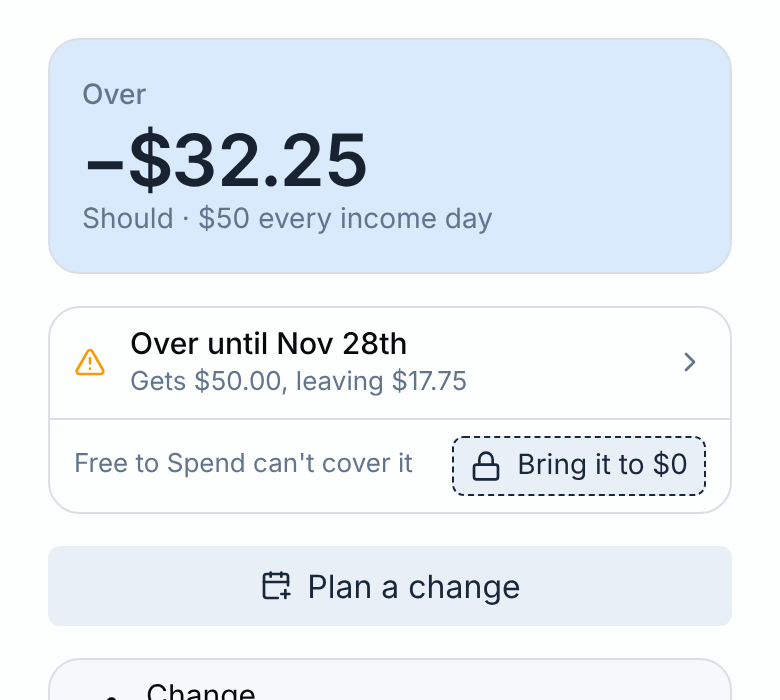 Over
−$32.25
Should · $50 every income day
Over until Nov 28th
Gets $50.00, leaving $17.75
Free to Spend can't cover it
Bring it to $0
Plan a change
Change